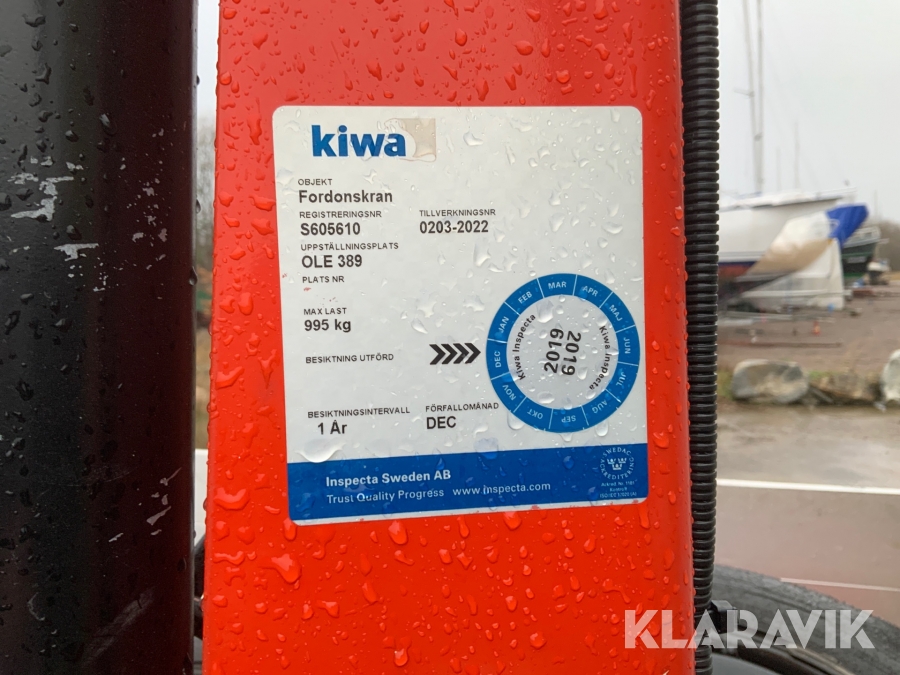 kiwa
OBJEKT
Fordonskran
REGISTRERINGSNR TILLVERKNINGSNR
S605610 0203-2022
UPPSTÄLLNINGSPLATS
OLE 389
PLATS NR
MAX LAST
995 kg
BESIKTNING UTFÖRD
JAN FEB MAR APR MAJ JUN JUL AUG SEP OKT NOV DEC
Kiwa Inspecta 2019 2019 Kiwa Inspecta
BESIKTNINGSINTERVALL FÖRFALLOMÅNAD
1 År DEC
Inspecta Sweden AB
Trust Quality Progress www.inspecta.com
SWEDAC
ACKREDITERING
KLARAVIK